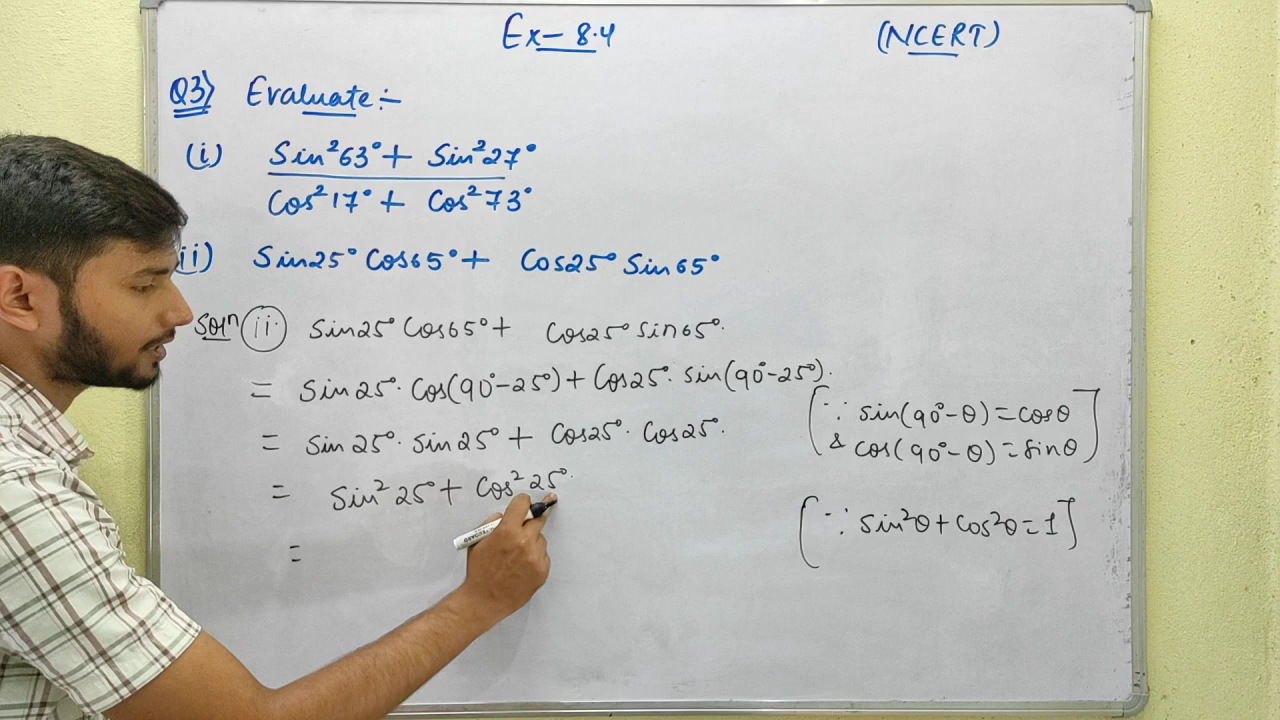 Ex-8.4 (NCERT)
Q3) Evaluate:-
(i) Sin²63°+ Sin²27°
Cos²17°+ Cos²73°
ii) Sin25° Cos65°+ Cos25° Sin65°
Soln (ii) Sin25° Cos65°+ Cos25° Sin65°.
= Sin25°. Cos(90°-25°)+Cos25°. Sin(90°-25°).
[∵ sin(90°-θ)=cosθ
= Sin25°. Sin25°+ Cos25°. Cos25°.
& cos(90°-θ)=sinθ]
= Sin²25°+ Cos²25°.
[∵ sin²θ+cos²θ=1]
=